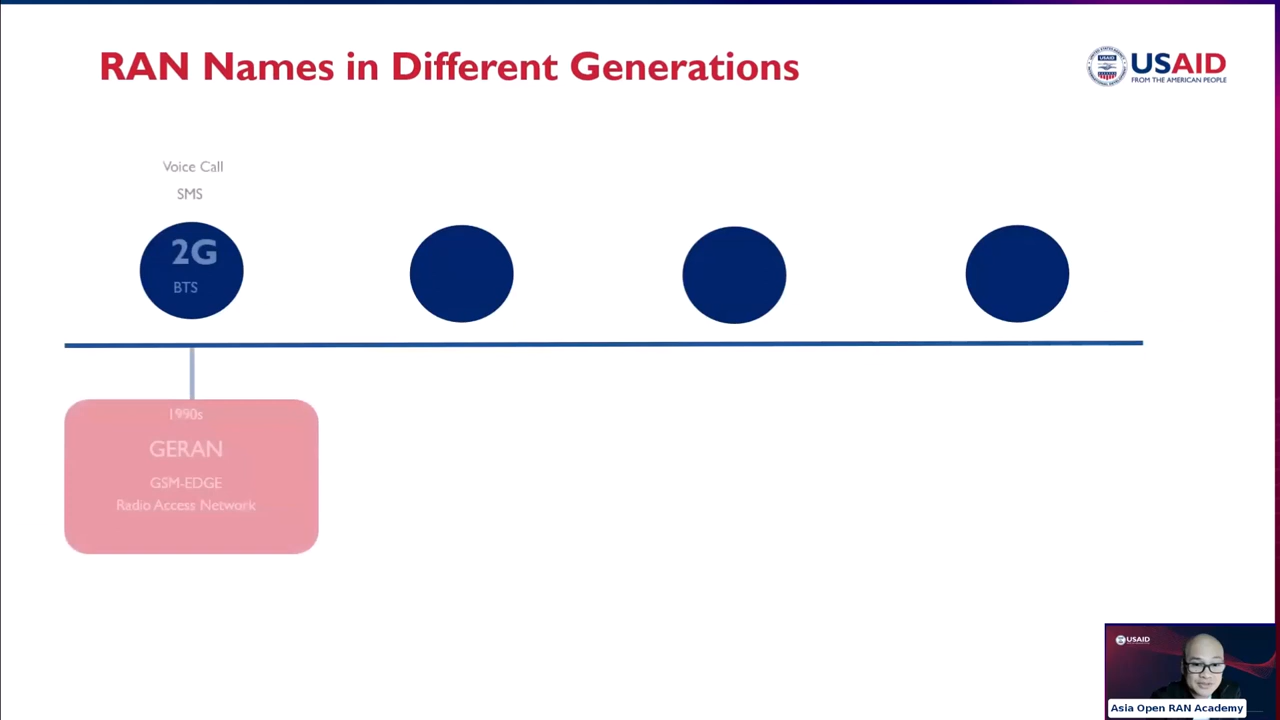 RAN Names in Different Generations
USAID
FROM THE AMERICAN PEOPLE
Voice Call
SMS
2G
BTS
1990s
GERAN
GSM-EDGE
Radio Access Network
USAID
Asia Open RAN Academy